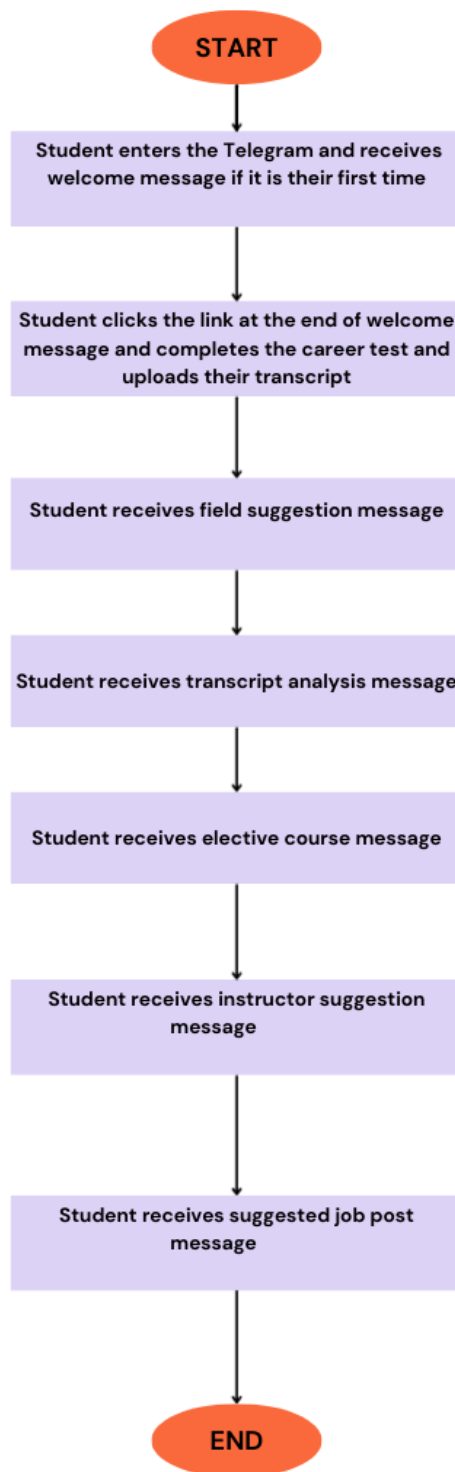 START
Student enters the Telegram and receives
welcome message if it is their first time
Student clicks the link at the end of welcome
message and completes the career test and
uploads their transcript
Student receives field suggestion message
Student receives transcript analysis message
Student receives elective course message
Student receives instructor suggestion
message
Student receives suggested job post
message
END